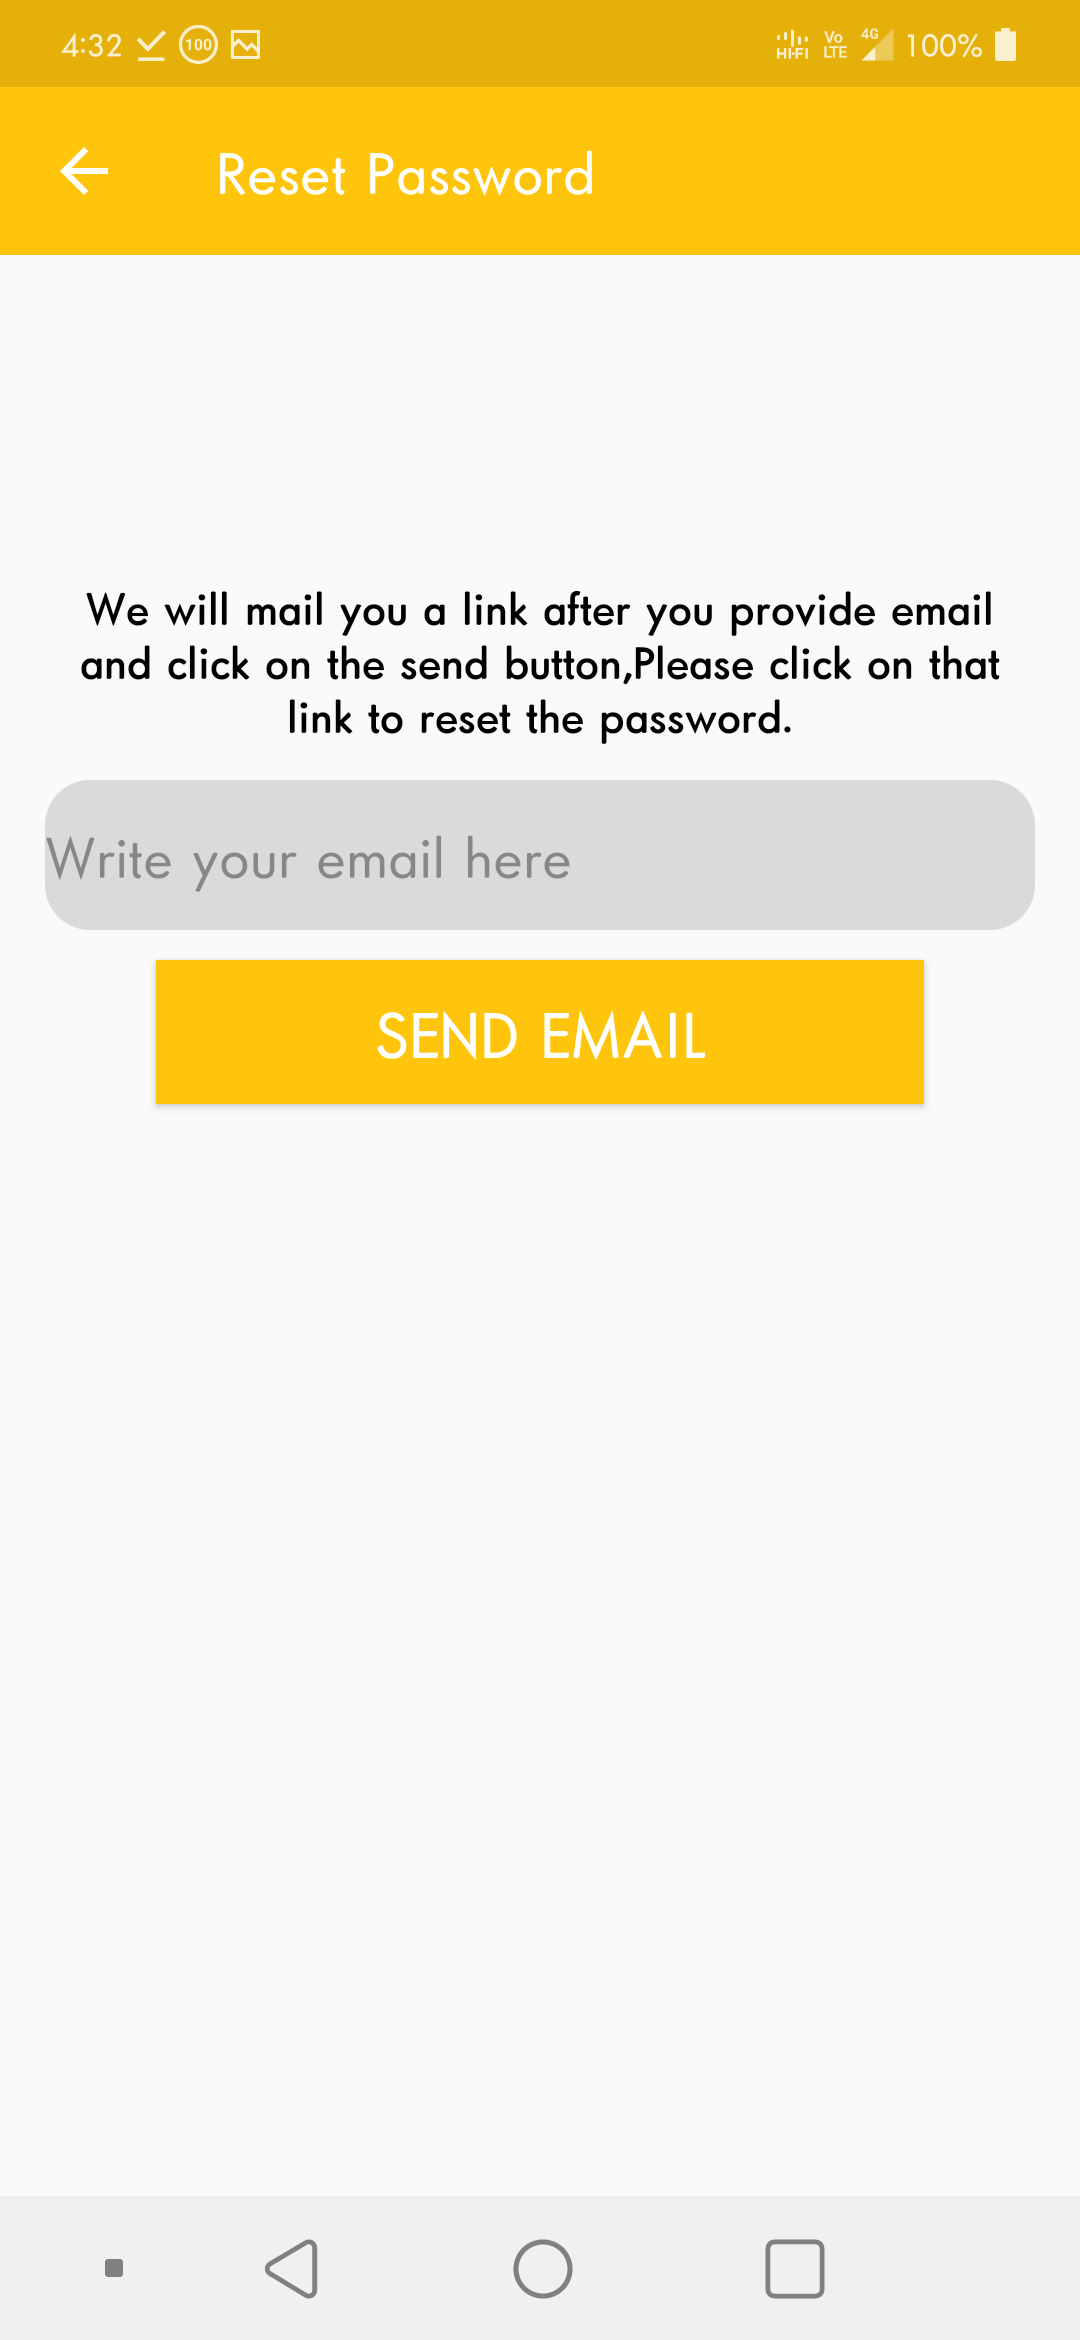 4:32 100 HI-FI Vo LTE 4G 100%
Reset Password
We will mail you a link after you provide email
and click on the send button,Please click on that
link to reset the password.
Write your email here
SEND EMAIL